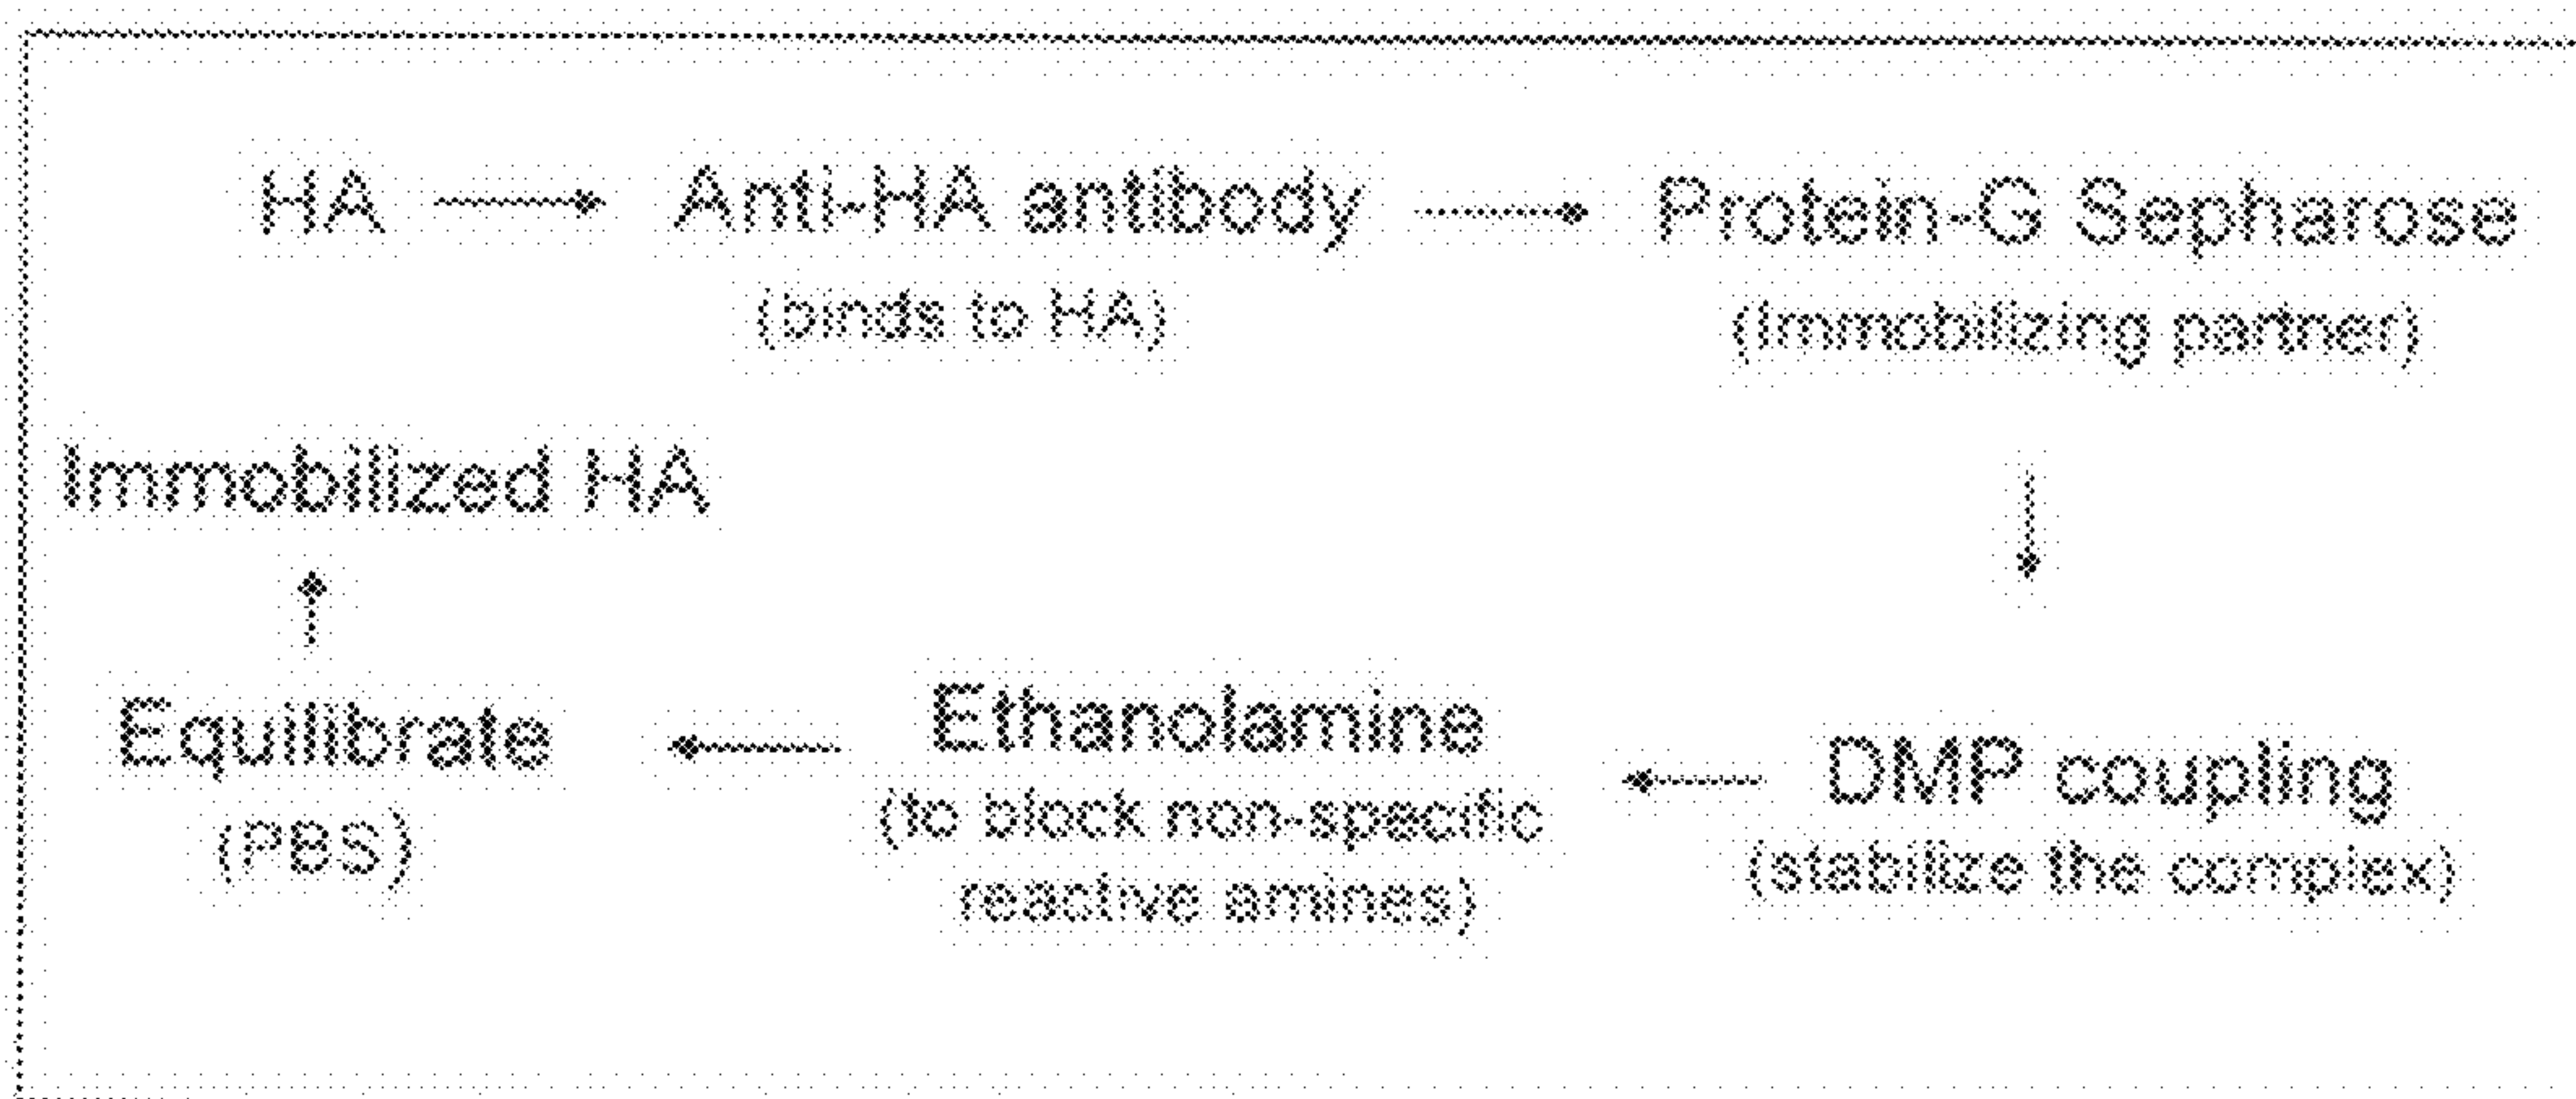 HA
Anti-HA antibody
(binds to HA)
Protein-G Sepharose
(Immobilizing partner)
DMP coupling
(stabilize the complex)
Ethanolamine
(to block non-specific
reactive amines)
Equilibrate
(PBS)
Immobilized HA